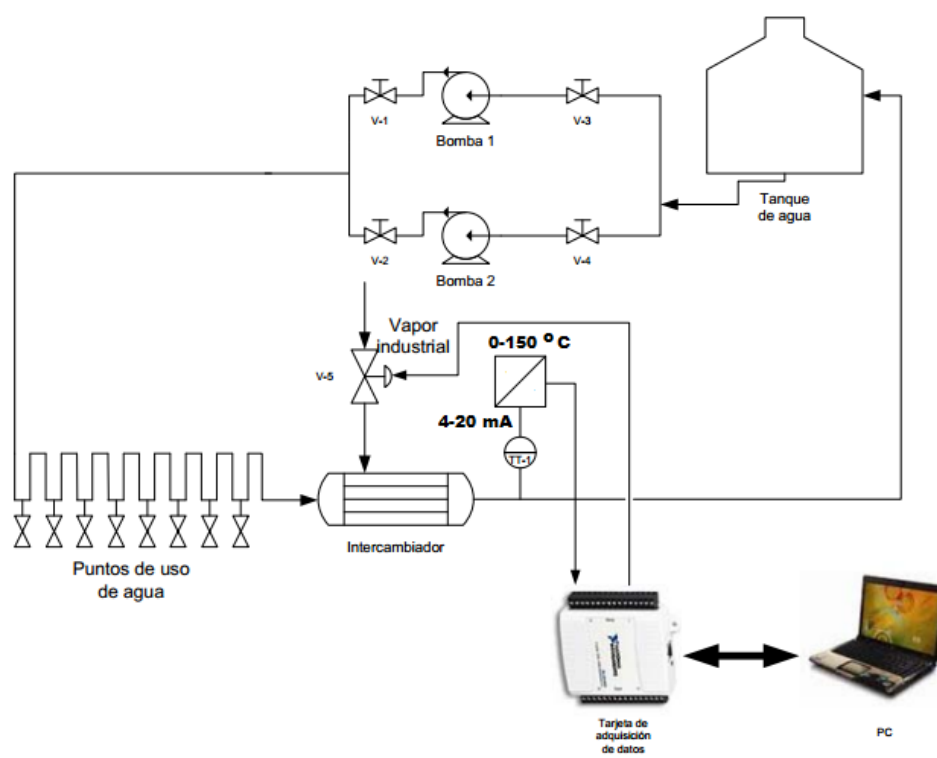 V-1
V-3
Bomba 1
Tanque
de agua
V-2
V-4
Bomba 2
Vapor
industrial
0-150 °C
V-5
4-20 mA
TT-1
Intercambiador
Puntos de uso
de agua
Tarjeta de
adquisición
de datos
PC